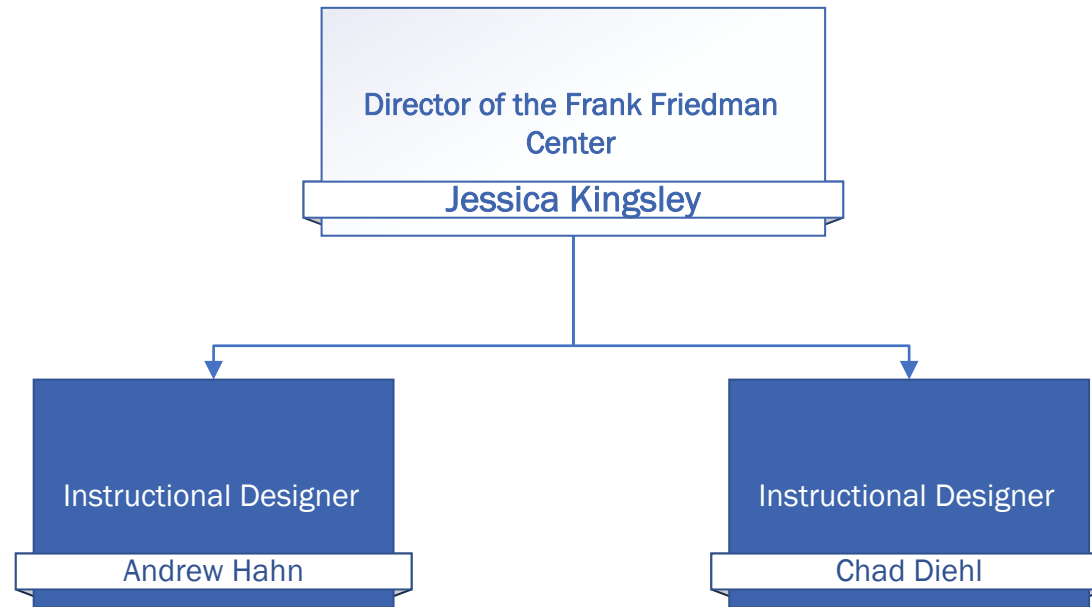 Director of the Frank Friedman
Center
Jessica Kingsley
Instructional Designer
Andrew Hahn
Instructional Designer
Chad Diehl